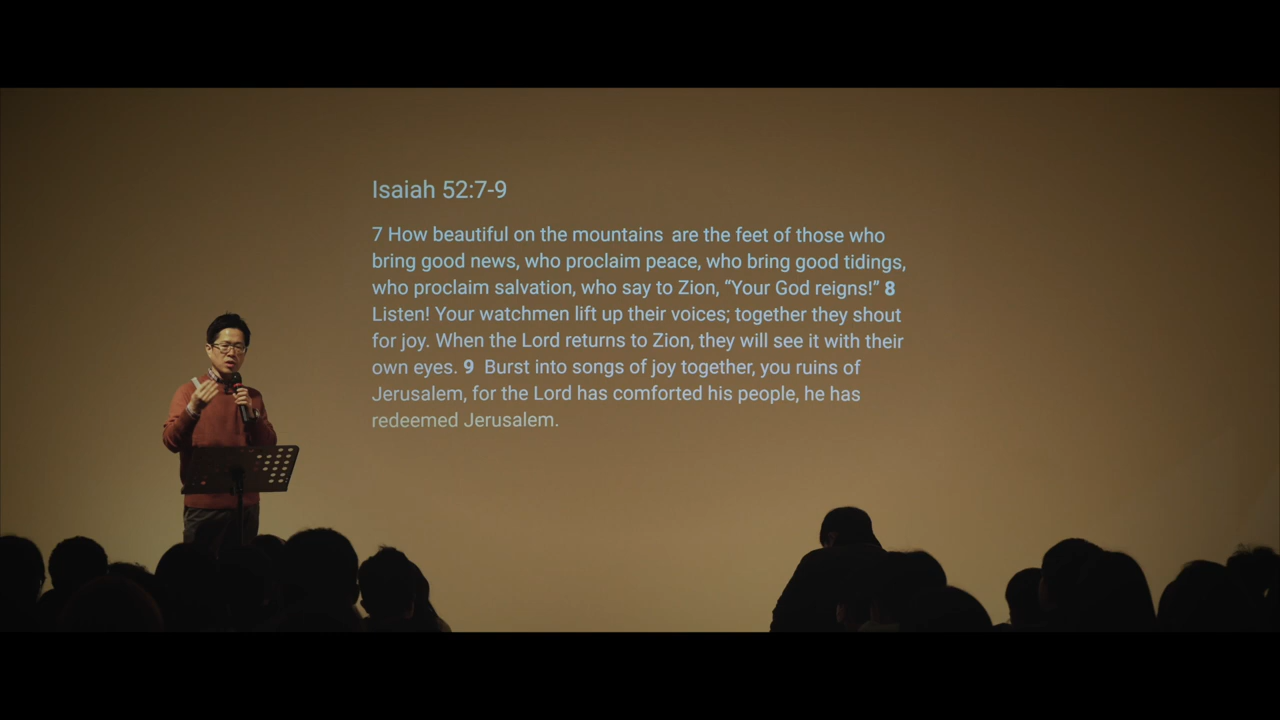 Isaiah 52:7-9
7 How beautiful on the mountains are the feet of those who
bring good news, who proclaim peace, who bring good tidings,
who proclaim salvation, who say to Zion, “Your God reigns!” 8
Listen! Your watchmen lift up their voices; together they shout
for joy. When the Lord returns to Zion, they will see it with their
own eyes. 9 Burst into songs of joy together, you ruins of
Jerusalem, for the Lord has comforted his people, he has
redeemed Jerusalem.